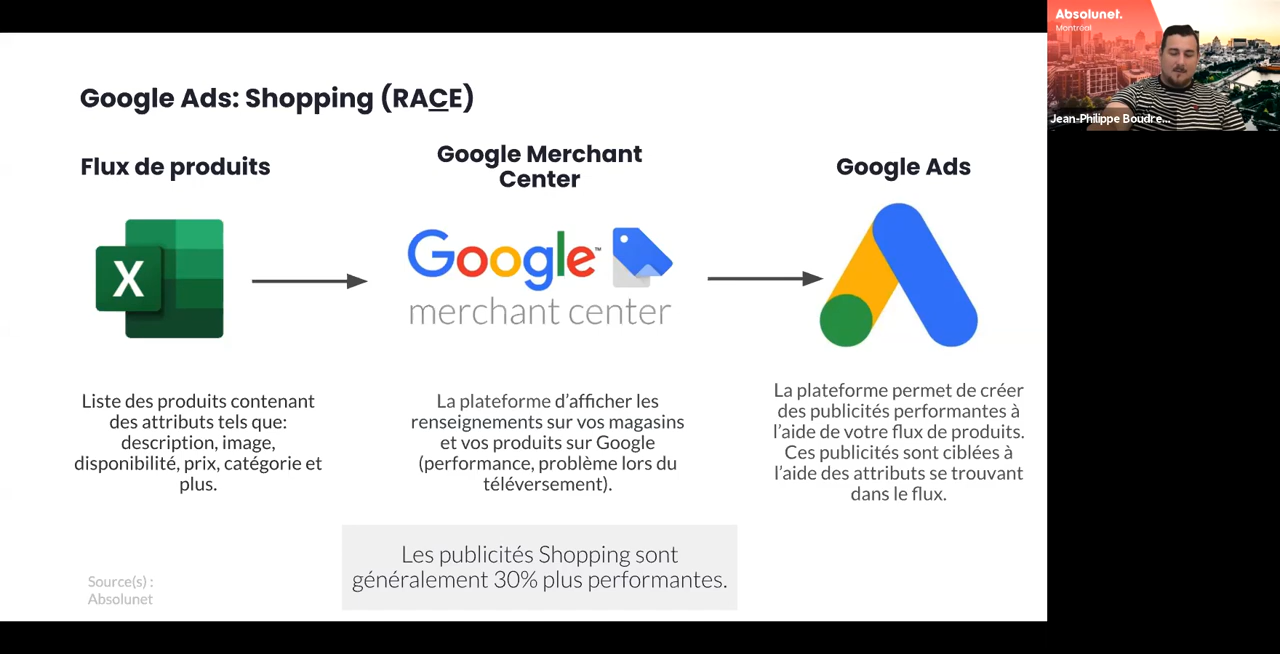 Google Ads: Shopping (RACE)
Flux de produits
Google Merchant
Center
Google Ads
X
Google™
merchant center
Liste des produits contenant
des attributs tels que:
description, image,
disponibilité, prix, catégorie et
plus.
La plateforme d'afficher les
renseignements sur vos magasins
et vos produits sur Google
(performance, problème lors du
téléversement).
La plateforme permet de créer
des publicités performantes à
l'aide de votre flux de produits.
Ces publicités sont ciblées à
l'aide des attributs se trouvant
dans le flux.
Les publicités Shopping sont
généralement 30% plus performantes.
Source(s) :
Absolunet
Absolunet.
Montréal
Jean-Philippe Boudre...